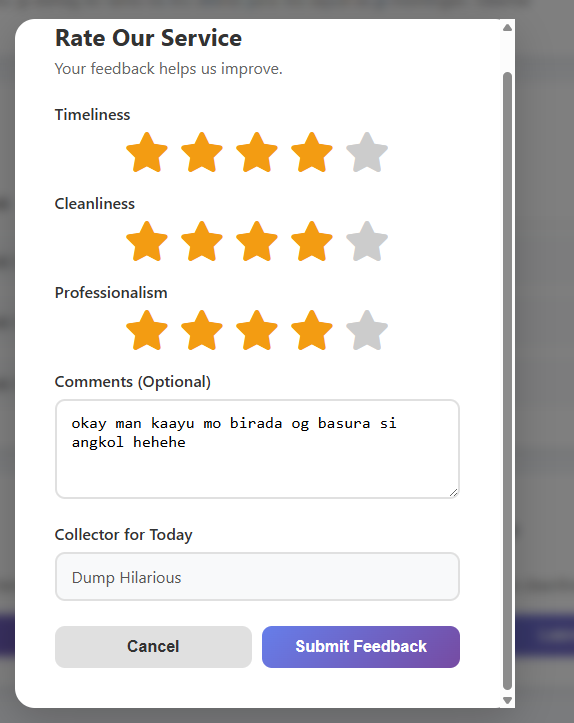 Rate Our Service
Your feedback helps us improve.
Timeliness
Cleanliness
Professionalism
Comments (Optional)
okay man kaayu mo birada og basura si
angkol hehehe
Collector for Today
Dump Hilarious
Cancel
Submit Feedback